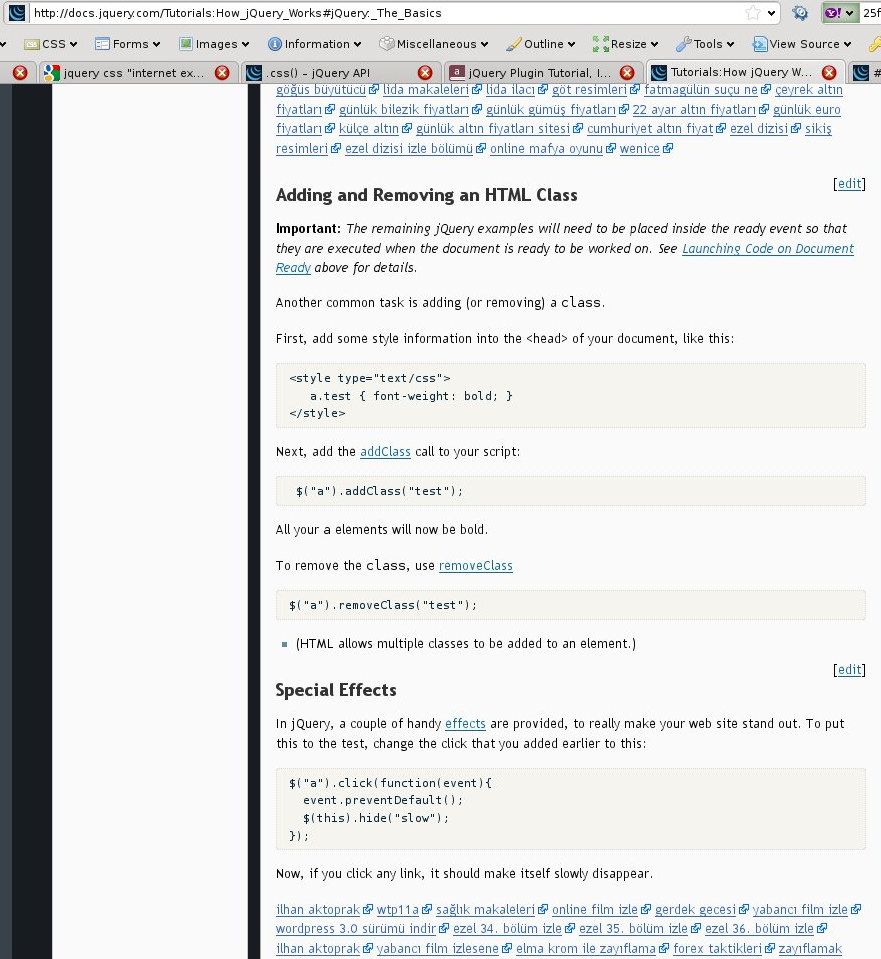 http://docs.jquery.com/Tutorials:How_jQuery_Works#jQuery:_The_Basics
25f
CSS Forms Images Information Miscellaneous Outline Resize Tools View Source
jquery css "internet ex... .css() - jQuery API jQuery Plugin Tutorial, I... Tutorials:How jQuery W... #
göğüs büyütücü lida makaleleri lida ilacı göt resimleri fatmagülün suçu ne çeyrek altın
fiyatları günlük bilezik fiyatları günlük gümüş fiyatları 22 ayar altın fiyatları günlük euro
fiyatları külçe altın günlük altın fiyatları sitesi cumhuriyet altın fiyat ezel dizisi sikiş
resimleri ezel dizisi izle bölümü online mafya oyunu wenice
[edit]
Adding and Removing an HTML Class
Important: The remaining jQuery examples will need to be placed inside the ready event so that
they are executed when the document is ready to be worked on. See Launching Code on Document
Ready above for details.
Another common task is adding (or removing) a class.
First, add some style information into the <head> of your document, like this:
<style type="text/css">
a.test { font-weight: bold; }
</style>
Next, add the addClass call to your script:
$("a").addClass("test");
All your a elements will now be bold.
To remove the class, use removeClass
$("a").removeClass("test");
(HTML allows multiple classes to be added to an element.)
[edit]
Special Effects
In jQuery, a couple of handy effects are provided, to really make your web site stand out. To put
this to the test, change the click that you added earlier to this:
$("a").click(function(event){
event.preventDefault();
$(this).hide("slow");
});
Now, if you click any link, it should make itself slowly disappear.
ilhan aktoprak wtp11a sağlık makaleleri online film izle gerdek gecesi yabancı film izle
wordpress 3.0 sürümü indir ezel 34. bölüm izle ezel 35. bölüm izle ezel 36. bölüm izle
ilhan aktoprak yabancı film izlesene elma krom ile zayıflama forex taktikleri zayıflamak